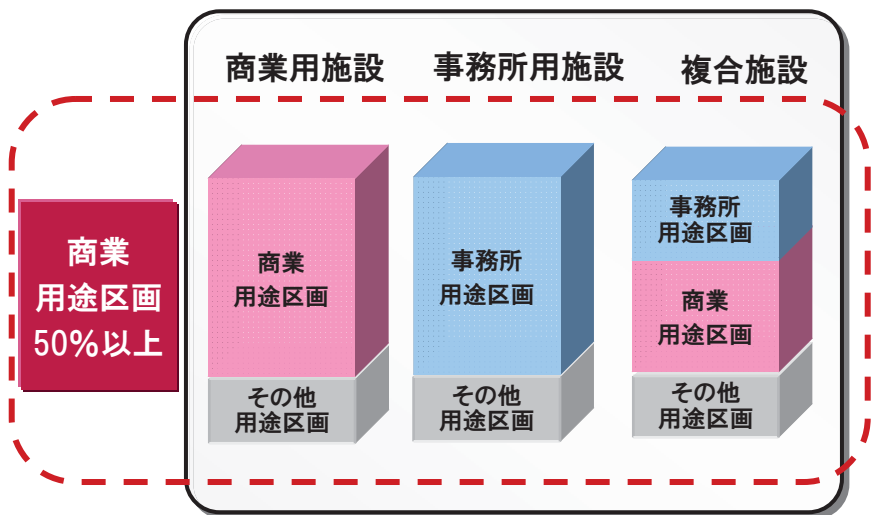 商業用施設
事務所用施設
複合施設
商業
用途区画
50%以上
商業
用途区画
その他
用途区画
事務所
用途区画
その他
用途区画
事務所
用途区画
商業
用途区画
その他
用途区画